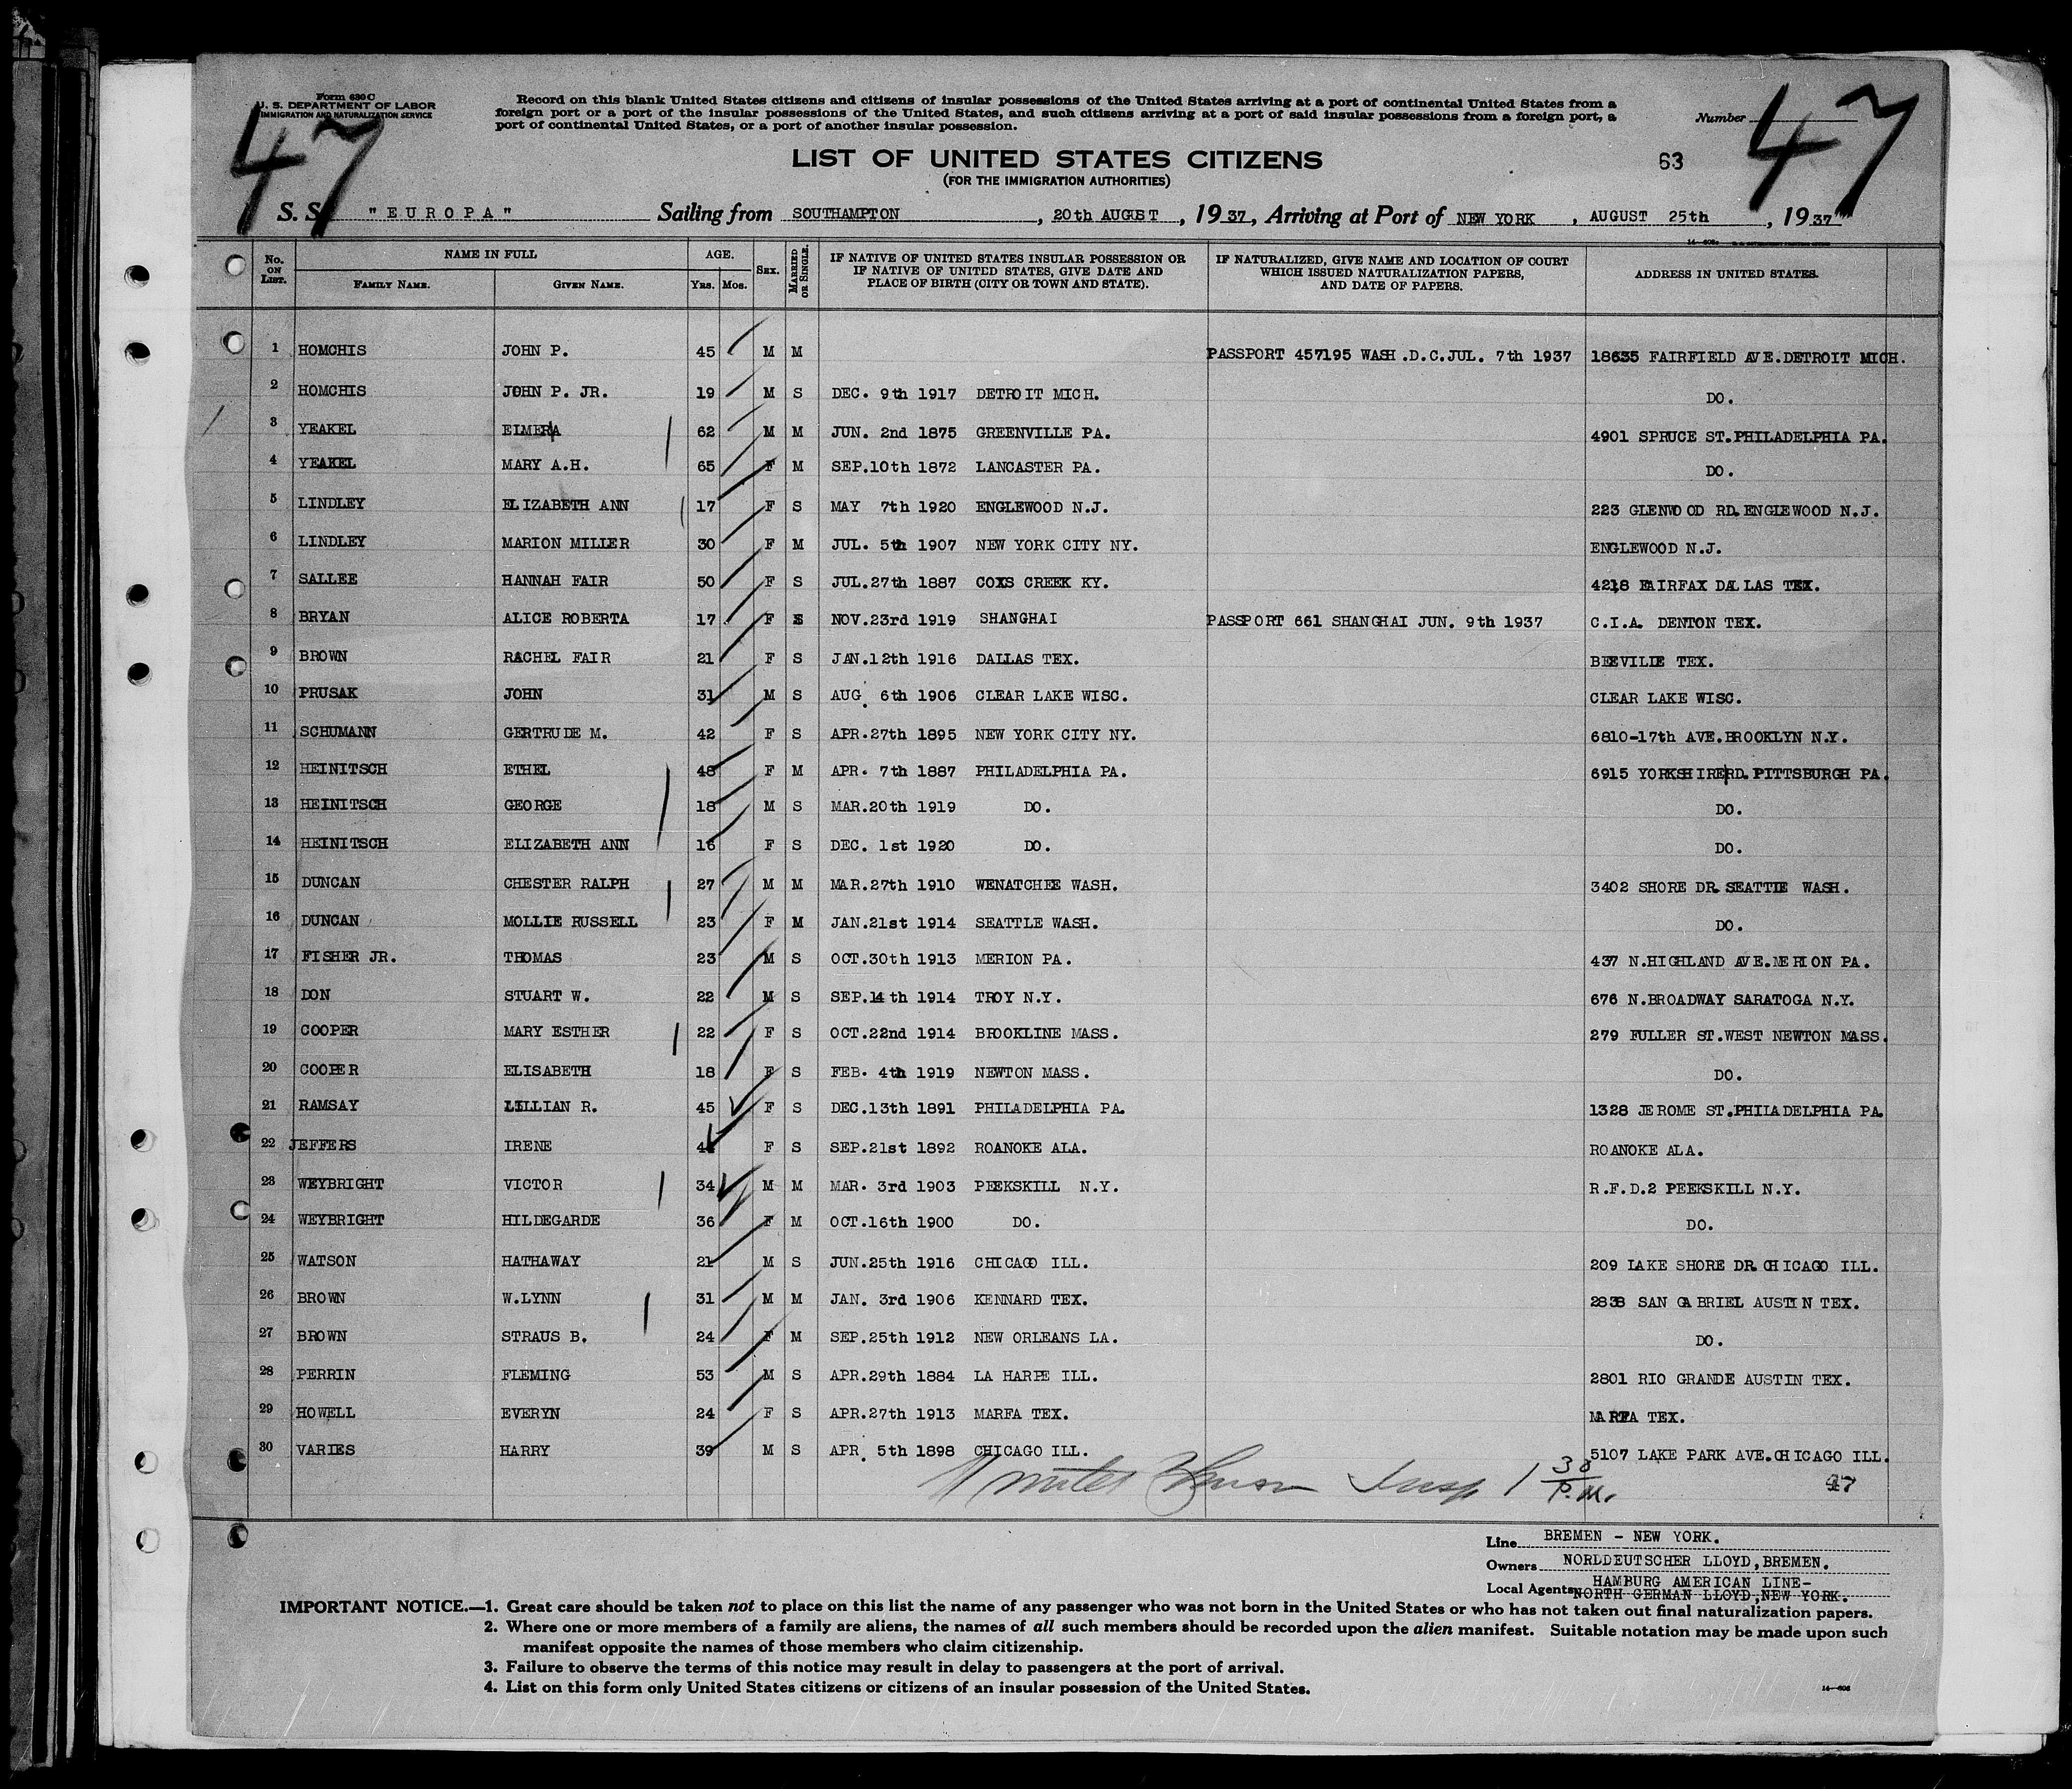 Form 630 C
U. S. DEPARTMENT OF LABOR
IMMIGRATION AND NATURALIZATION SERVICE
Record on this blank United States citizens and citizens of insular possessions of the United States arriving at a port of continental United States from a
foreign port or a port of the insular possessions of the United States, and such citizens arriving at a port of said insular possessions from a foreign port, a
port of continental United States, or a port of another insular possession.
Number
47 47
LIST OF UNITED STATES CITIZENS 63
(FOR THE IMMIGRATION AUTHORITIES)
S. S. "EUROPA" Sailing from SOUTHAMPTON, 20th AUGUST, 1937, Arriving at Port of NEW YORK, AUGUST 25th, 1937
No. ON LIST. NAME IN FULL FAMILY NAME. GIVEN NAME. AGE. YRS. MOS. SEX. MARRIED OR SINGLE. IF NATIVE OF UNITED STATES INSULAR POSSESSION OR IF NATIVE OF UNITED STATES, GIVE DATE AND PLACE OF BIRTH (CITY OR TOWN AND STATE). IF NATURALIZED, GIVE NAME AND LOCATION OF COURT WHICH ISSUED NATURALIZATION PAPERS, AND DATE OF PAPERS. ADDRESS IN UNITED STATES.
1 HOMCHIS JOHN P. 45 M M PASSPORT 457195 WASH.D.C.JUL. 7th 1937 18635 FAIRFIELD AVE.DETROIT MICH.
2 HOMCHIS JOHN P. JR. 19 M S DEC. 9th 1917 DETROIT MICH. DO.
3 YEAKEL ELMER A 62 M M JUN. 2nd 1875 GREENVILLE PA. 4901 SPRUCE ST.PHILADELPHIA PA.
4 YEAKEL MARY A.H. 65 F M SEP.10th 1872 LANCASTER PA. DO.
5 LINDLEY ELIZABETH ANN 17 F S MAY 7th 1920 ENGLEWOOD N.J. 223 GLENWOOD RD.ENGLEWOOD N.J.
6 LINDLEY MARION MILLER 30 F M JUL. 5th 1907 NEW YORK CITY NY. ENGLEWOOD N.J.
7 SALLEE HANNAH FAIR 50 F S JUL.27th 1887 COXS CREEK KY. 4218 FAIRFAX DALLAS TEX.
8 BRYAN ALICE ROBERTA 17 F S NOV.23rd 1919 SHANGHAI PASSPORT 661 SHANGHAI JUN. 9th 1937 C.I.A. DENTON TEX.
9 BROWN RACHEL FAIR 21 F S JAN.12th 1916 DALLAS TEX. BEEVILLE TEX.
10 PRUSAK JOHN 31 M S AUG. 6th 1906 CLEAR LAKE WISC. CLEAR LAKE WISC.
11 SCHUMANN GERTRUDE M. 42 F S APR.27th 1895 NEW YORK CITY NY. 6810-17th AVE.BROOKLYN N.Y.
12 HEINITSCH ETHEL 48 F M APR. 7th 1887 PHILADELPHIA PA. 6915 YORKSHIRE RD. PITTSBURGH PA.
13 HEINITSCH GEORGE 18 M S MAR.20th 1919 DO. DO.
14 HEINITSCH ELIZABETH ANN 16 F S DEC. 1st 1920 DO. DO.
15 DUNCAN CHESTER RALPH 27 M M MAR.27th 1910 WENATCHEE WASH. 3402 SHORE DR. SEATTLE WASH.
16 DUNCAN MOLLIE RUSSELL 23 F M JAN.21st 1914 SEATTLE WASH. DO.
17 FISHER JR. THOMAS 23 M S OCT.30th 1913 MERION PA. 437 N.HIGHLAND AVE.MERION PA.
18 DON STUART W. 22 M S SEP.14th 1914 TROY N.Y. 676 N.BROADWAY SARATOGA N.Y.
19 COOPER MARY ESTHER 22 F S OCT.22nd 1914 BROOKLINE MASS. 279 FULLER ST.WEST NEWTON MASS.
20 COOPER ELISABETH 18 F S FEB. 4th 1919 NEWTON MASS. DO.
21 RAMSAY LILLIAN R. 45 F S DEC.13th 1891 PHILADELPHIA PA. 1328 JEROME ST.PHILADELPHIA PA.
22 JEFFERS IRENE 44 F S SEP.21st 1892 ROANOKE ALA. ROANOKE ALA.
23 WEYBRIGHT VICTOR 34 M M MAR. 3rd 1903 PEEKSKILL N.Y. R.F.D.2 PEEKSKILL N.Y.
24 WEYBRIGHT HILDEGARDE 36 F M OCT.16th 1900 DO. DO.
25 WATSON HATHAWAY 21 M S JUN.25th 1916 CHICAGO ILL. 209 LAKE SHORE DR.CHICAGO ILL.
26 BROWN W.LYNN 31 M M JAN. 3rd 1906 KENNARD TEX. 2838 SAN GABRIEL AUSTIN TEX.
27 BROWN STRAUS B. 24 F M SEP.25th 1912 NEW ORLEANS LA. DO.
28 PERRIN FLEMING 53 M S APR.29th 1884 LA HARPE ILL. 2801 RIO GRANDE AUSTIN TEX.
29 HOWELL EVERYN 24 F S APR.27th 1913 MARFA TEX. MARFA TEX.
30 VARIES HARRY 39 M S APR. 5th 1898 CHICAGO ILL. 5107 LAKE PARK AVE.CHICAGO ILL.
Insp 1 30 P.M. 47
Line BREMEN - NEW YORK.
Owners NORLDEUTSCHER LLOYD,BREMEN.
Local Agents HAMBURG AMERICAN LINE-
NORTH GERMAN LLOYD,NEW YORK.
IMPORTANT NOTICE.—1. Great care should be taken not to place on this list the name of any passenger who was not born in the United States or who has not taken out final naturalization papers.
2. Where one or more members of a family are aliens, the names of all such members should be recorded upon the alien manifest. Suitable notation may be made upon such
manifest opposite the names of those members who claim citizenship.
3. Failure to observe the terms of this notice may result in delay to passengers at the port of arrival.
4. List on this form only United States citizens or citizens of an insular possession of the United States.